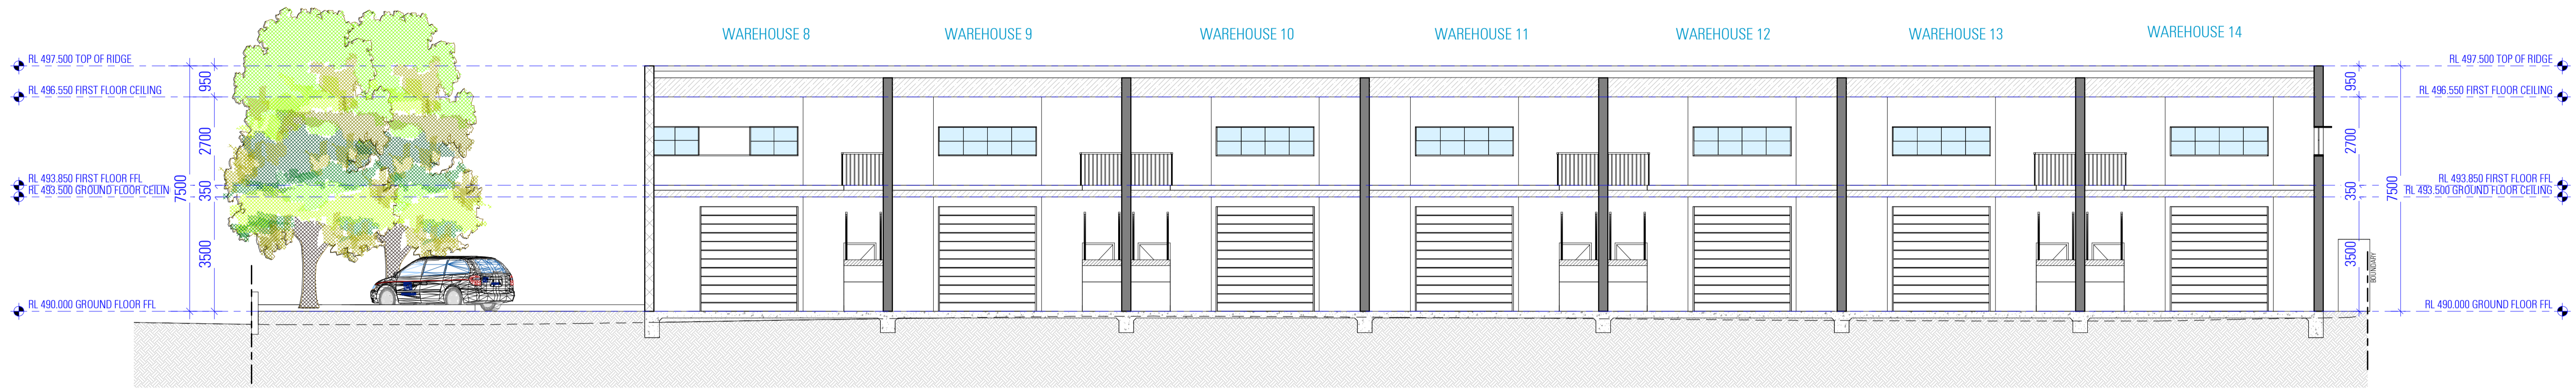 WAREHOUSE 8
WAREHOUSE 9
WAREHOUSE 10
WAREHOUSE 11
WAREHOUSE 12
WAREHOUSE 13
WAREHOUSE 14
RL 497.500 TOP OF RIDGE
RL 496.550 FIRST FLOOR CEILING
RL 493.850 FIRST FLOOR FFL
RL 493.500 GROUND FLOOR CEILIN
RL 490.000 GROUND FLOOR FFL
7500
950
2700
350
3500
950
2700
350
3500
7500
RL 497.500 TOP OF RIDGE
RL 496.550 FIRST FLOOR CEILING
RL 493.850 FIRST FLOOR FFL
RL 493.500 GROUND FLOOR CEILING
RL 490.000 GROUND FLOOR FFL
BOUNDARY